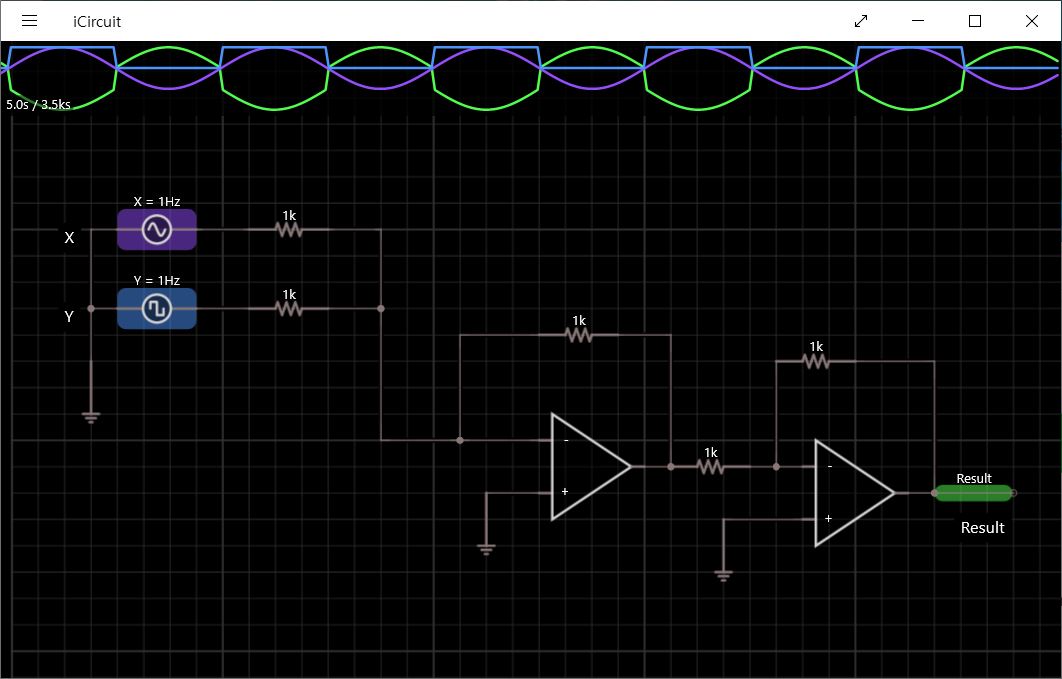 iCircuit
5.0s / 3.5ks
X = 1Hz
1k
X
Y = 1Hz
1k
Y
1k
1k
-
1k
-
+
Result
+
Result